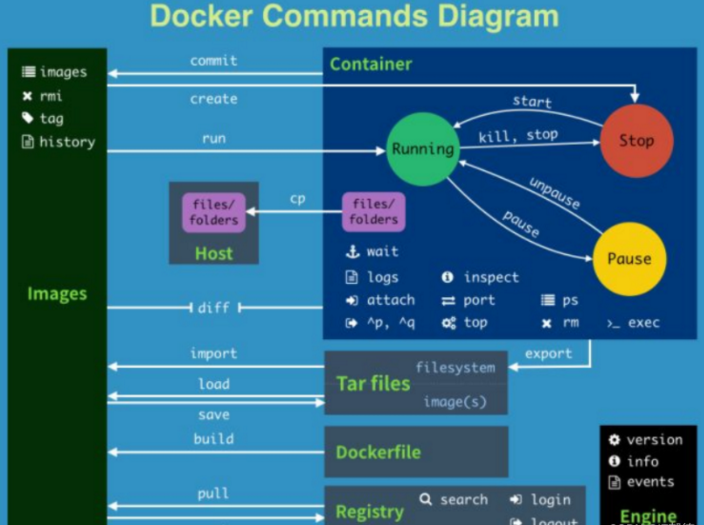 Docker Commands Diagram
images
rmi
tag
history
Images
commit
create
run
Container
start
Running
kill, stop
Stop
unpause
pause
Pause
files/
folders
Host
cp
files/
folders
wait
logs
inspect
attach
port
ps
^p, ^q
top
rm
>_ exec
diff
import
export
load
save
Tar files
filesystem
image(s)
build
Dockerfile
pull
Registry
search
login
logout
version
info
events
Engine